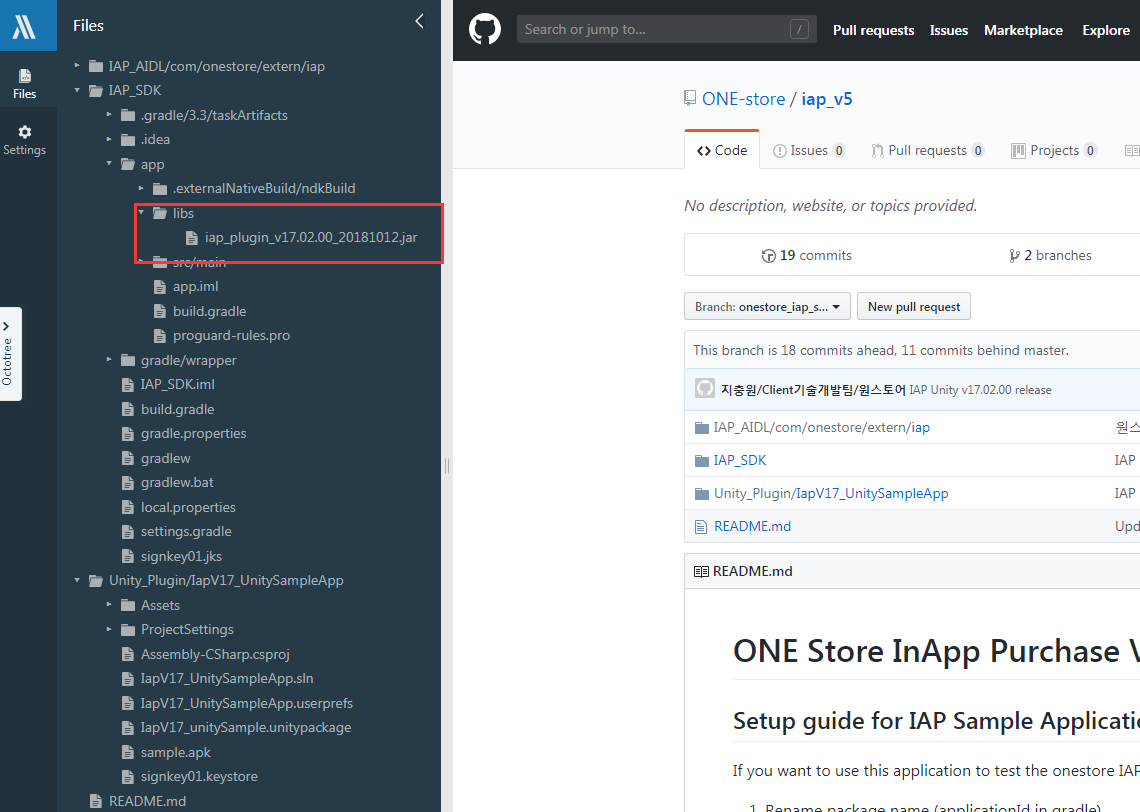 Files
Files
Settings
Octotree
IAP_AIDL/com/onestore/extern/iap
IAP_SDK
.gradle/3.3/taskArtifacts
.idea
app
.externalNativeBuild/ndkBuild
libs
iap_plugin_v17.02.00_20181012.jar
src/main
app.iml
build.gradle
proguard-rules.pro
gradle/wrapper
IAP_SDK.iml
build.gradle
gradle.properties
gradlew
gradlew.bat
local.properties
settings.gradle
signkey01.jks
Unity_Plugin/IapV17_UnitySampleApp
Assets
ProjectSettings
Assembly-CSharp.csproj
IapV17_UnitySampleApp.sln
IapV17_UnitySampleApp.userprefs
IapV17_unitySample.unitypackage
sample.apk
signkey01.keystore
README.md
Search or jump to... /
Pull requests Issues Marketplace Explore
ONE-store / iap_v5
Code Issues 0 Pull requests 0 Projects 0
No description, website, or topics provided.
19 commits 2 branches
Branch: onestore_iap_s... New pull request
This branch is 18 commits ahead, 11 commits behind master.
지충원/Client기술개발팀/원스토어 IAP Unity v17.02.00 release
IAP_AIDL/com/onestore/extern/iap 원스
IAP_SDK IAP
Unity_Plugin/IapV17_UnitySampleApp IAP
README.md Upd
README.md
ONE Store InApp Purchase V
Setup guide for IAP Sample Applicatio
If you want to use this application to test the onestore IAP
1. Rename package name (applicationId in gradle)